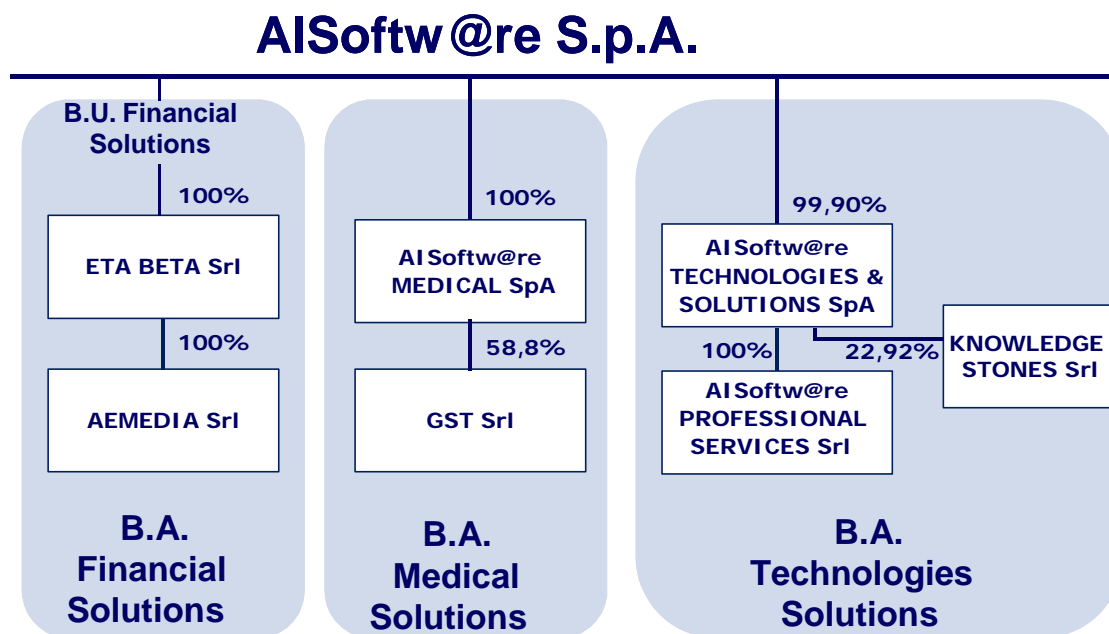 AISoftw@re S.p.A.
B.U. Financial
Solutions
100%
ETA BETA Srl
100%
AEMEDIA Srl
B.A.
Financial
Solutions
100%
AISoftw@re
MEDICAL SpA
58,8%
GST Srl
B.A.
Medical
Solutions
99,90%
AISoftw@re
TECHNOLOGIES &
SOLUTIONS SpA
100%
22,92%
KNOWLEDGE
STONES Srl
AISoftw@re
PROFESSIONAL
SERVICES Srl
B.A.
Technologies
Solutions